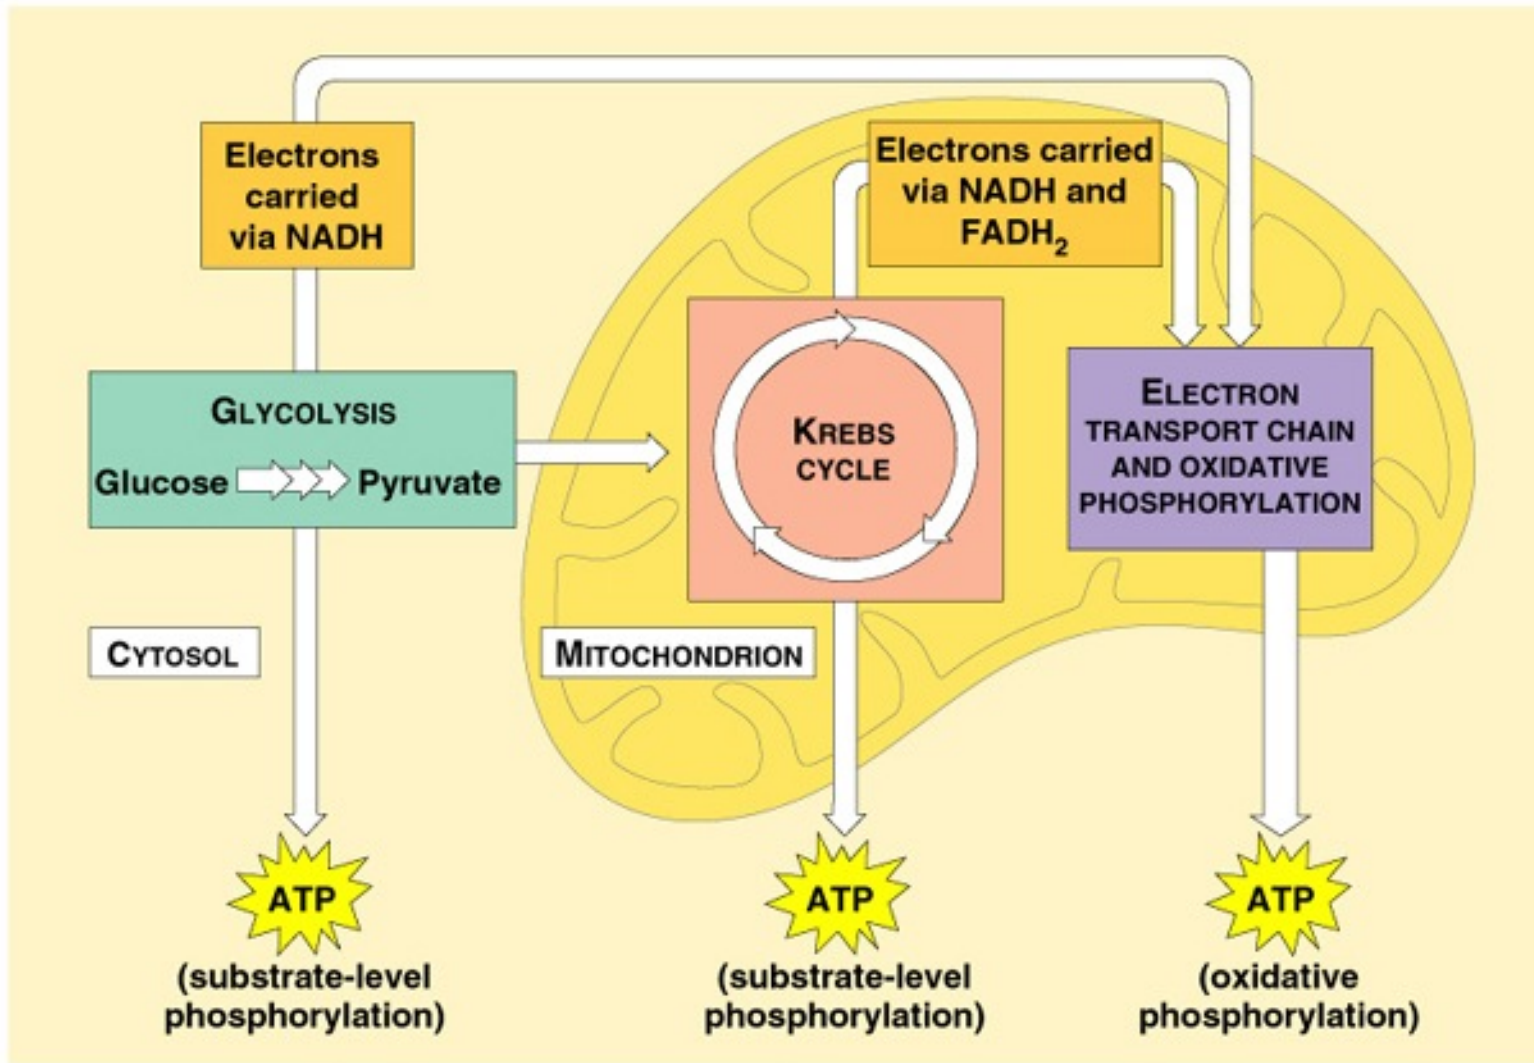 Electrons
carried
via NADH
Electrons carried
via NADH and
FADH₂
GLYCOLYSIS
Glucose Pyruvate
KREBS
CYCLE
ELECTRON
TRANSPORT CHAIN
AND OXIDATIVE
PHOSPHORYLATION
CYTOSOL
MITOCHONDRION
ATP
(substrate-level
phosphorylation)
ATP
(substrate-level
phosphorylation)
ATP
(oxidative
phosphorylation)